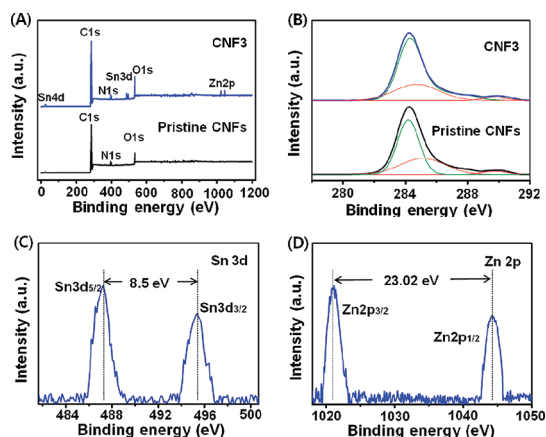 (A)
CNF3
C1s
Sn3d
O1s
N1s
Zn2p
Sn4d
Pristine CNFs
C1s
O1s
N1s
0 200 400 600 800 1000 1200
Binding energy (eV)
Intensity (a.u.)
(B)
CNF3
Pristine CNFs
280 284 288 292
Binding energy (eV)
Intensity (a.u.)
(C)
Sn 3d
Sn3d5/2
8.5 eV
Sn3d3/2
484 488 492 496 500
Binding energy (eV)
Intensity (a.u.)
(D)
Zn 2p
23.02 eV
Zn2p3/2
Zn2p1/2
1020 1030 1040 1050
Binding energy (eV)
Intensity (a.u.)